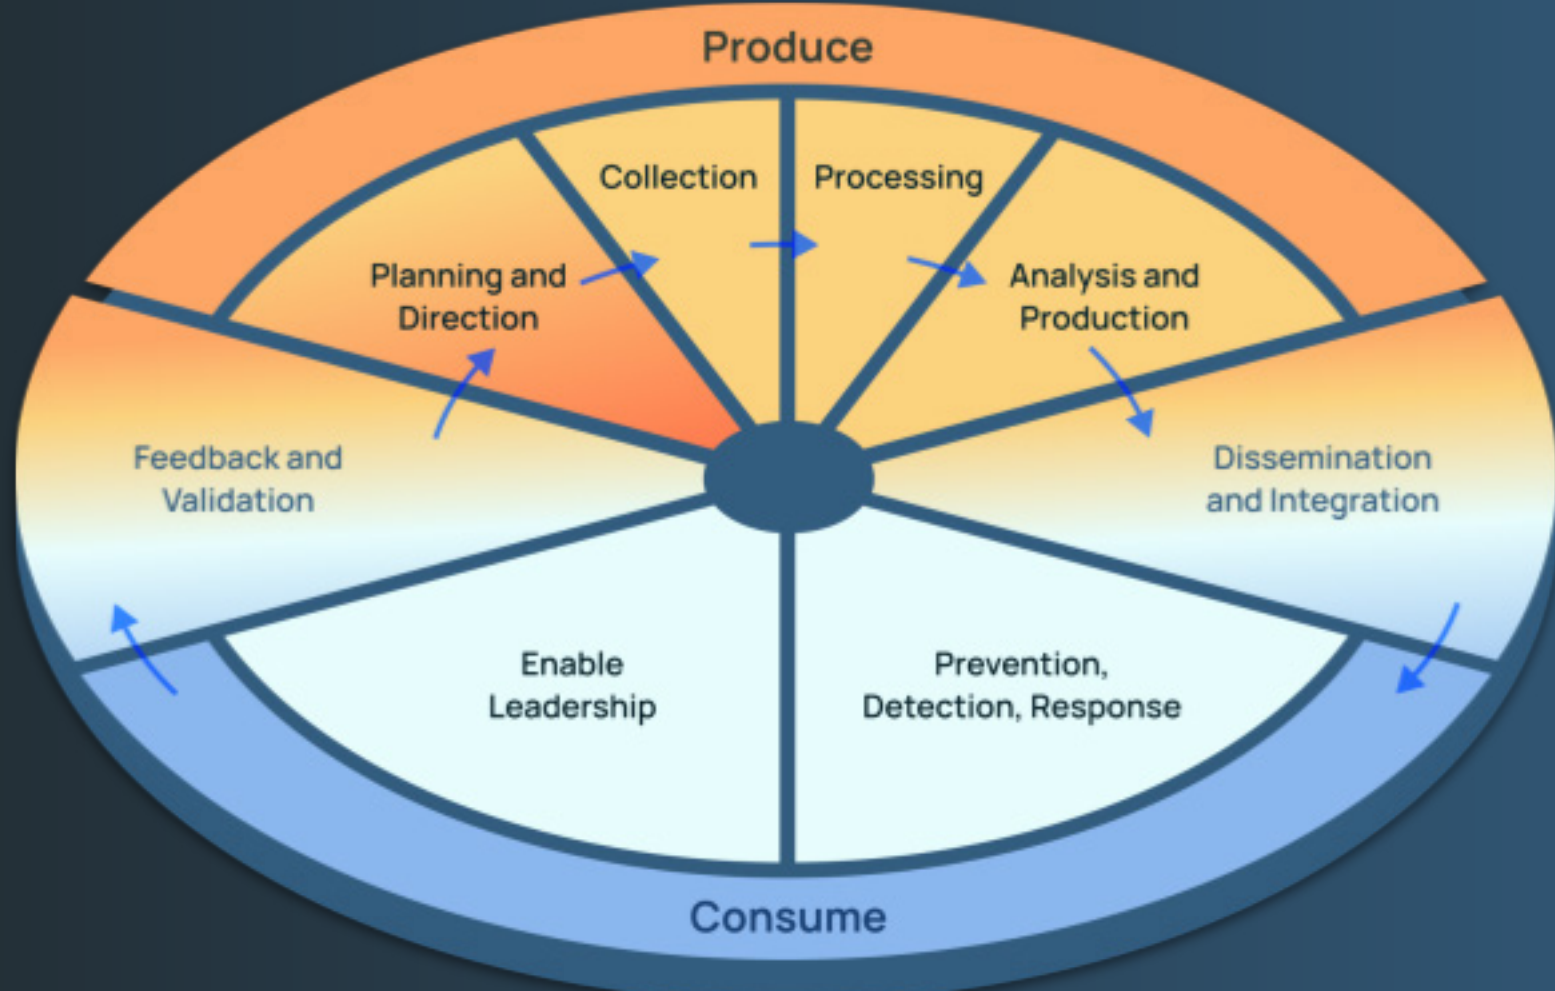 Produce
Collection
Processing
Planning and
Direction
Analysis and
Production
Feedback and
Validation
Dissemination
and Integration
Enable
Leadership
Prevention,
Detection, Response
Consume